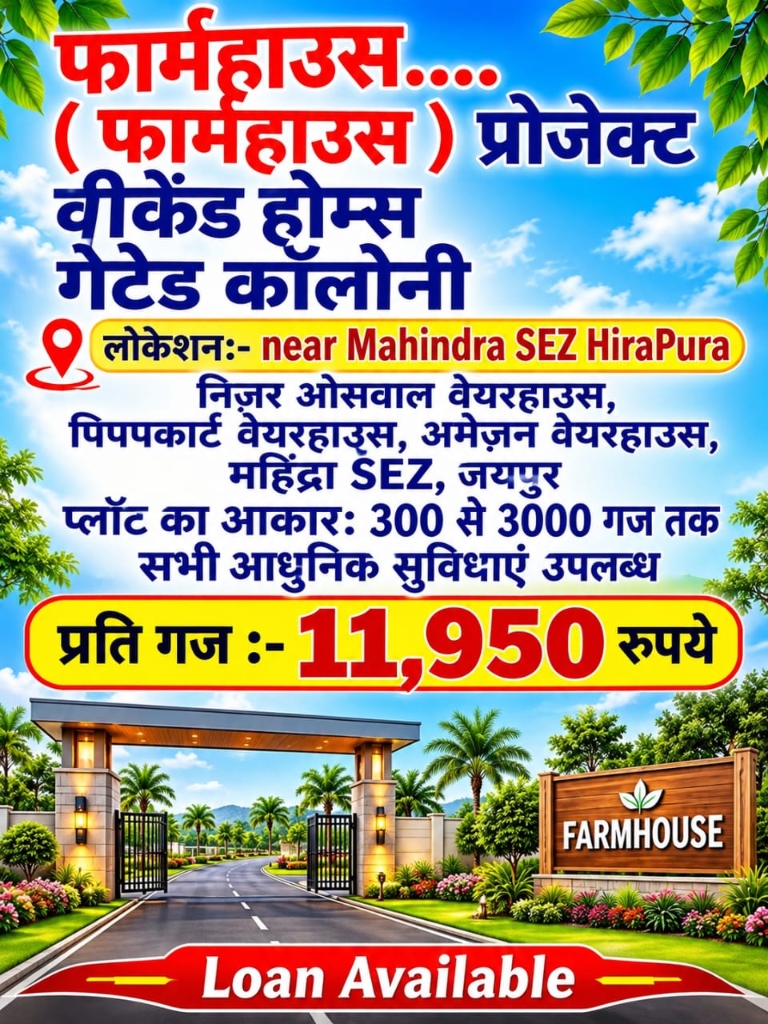 फार्महाउस....
( फार्महाउस ) प्रोजेक्ट
वीकेंड होम्स
गेटेड कॉलोनी
लोकेशन:- near Mahindra SEZ HiraPura
निज़र ओसवाल वेयरहाउस,
पिपपकार्ट वेयरहाउस, अमेज़न वेयरहाउस,
महिंद्रा SEZ, जयपुर
प्लॉट का आकार: 300 से 3000 गज तक
सभी आधुनिक सुविधाएं उपलब्ध
प्रति गज :- 11,950 रुपये
FARMHOUSE
Loan Available